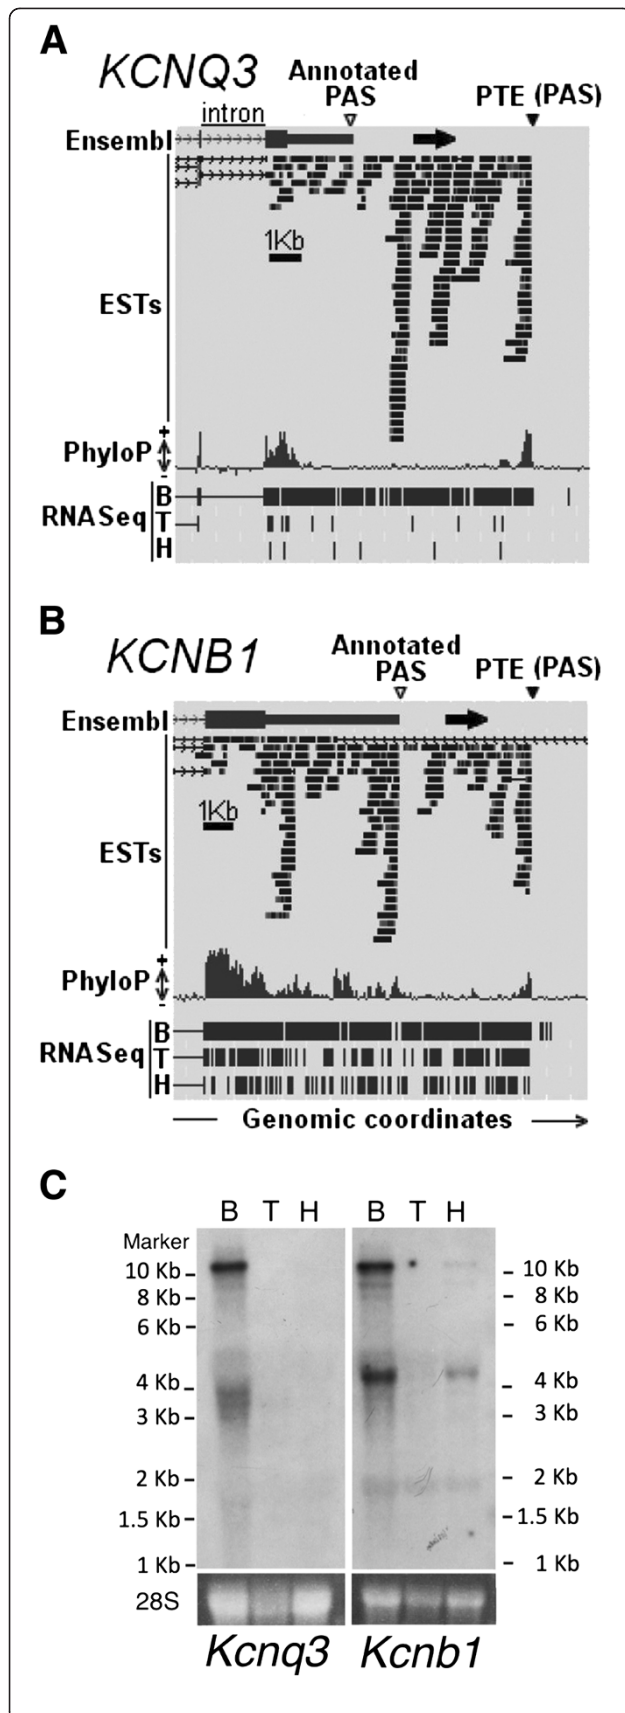 A
KCNQ3
Annotated PAS
PTE (PAS)
intron
Ensembl
1Kb
ESTs
+
PhyloP
-
RNASeq
B
T
H
B
KCNB1
Annotated PAS
PTE (PAS)
Ensembl
1Kb
ESTs
+
PhyloP
-
RNASeq
B
T
H
Genomic coordinates
C
B T H B T H
Marker
10 Kb 10 Kb
8 Kb 8 Kb
6 Kb 6 Kb
4 Kb 4 Kb
3 Kb 3 Kb
2 Kb 2 Kb
1.5 Kb 1.5 Kb
1 Kb 1 Kb
28S
Kcnq3 Kcnb1